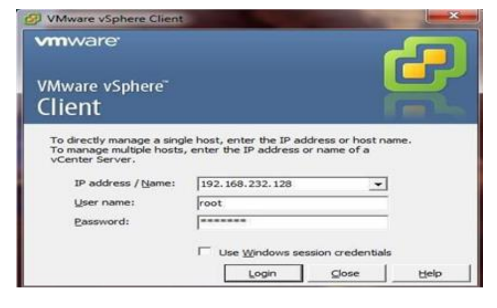 VMware vSphere Client
vmware
VMware vSphere™
Client
To directly manage a single host, enter the IP address or host name.
To manage multiple hosts, enter the IP address or name of a
vCenter Server.
IP address / Name: 192.168.232.128
User name: root
Password: *******
Use Windows session credentials
Login Close Help